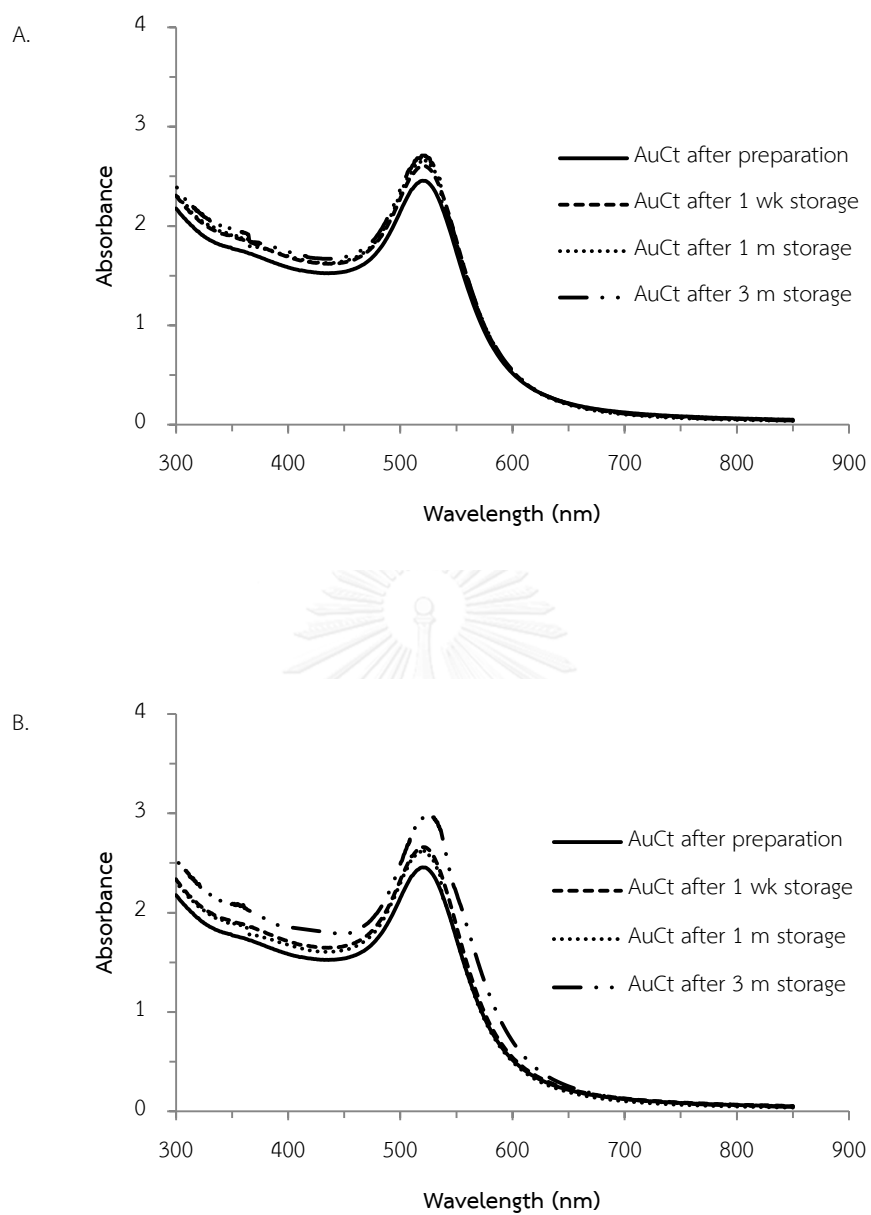 A.
4
3
2
1
0
Absorbance
300 400 500 600 700 800 900
Wavelength (nm)
AuCt after preparation
AuCt after 1 wk storage
AuCt after 1 m storage
AuCt after 3 m storage
B.
4
3
2
1
0
Absorbance
300 400 500 600 700 800 900
Wavelength (nm)
AuCt after preparation
AuCt after 1 wk storage
AuCt after 1 m storage
AuCt after 3 m storage